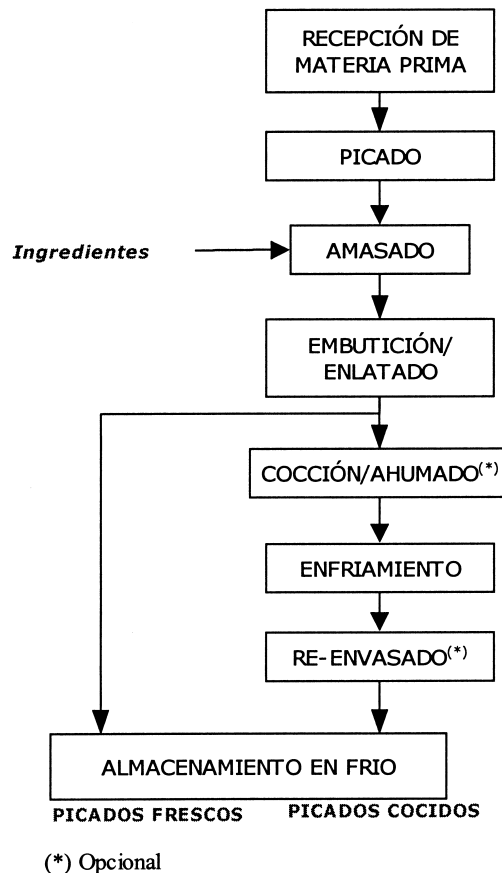 RECEPCIÓN DE
MATERIA PRIMA
PICADO
Ingredientes
AMASADO
EMBUTICIÓN/
ENLATADO
COCCIÓN/AHUMADO(*)
ENFRIAMIENTO
RE-ENVASADO(*)
ALMACENAMIENTO EN FRIO
PICADOS FRESCOS
PICADOS COCIDOS
(*) Opcional